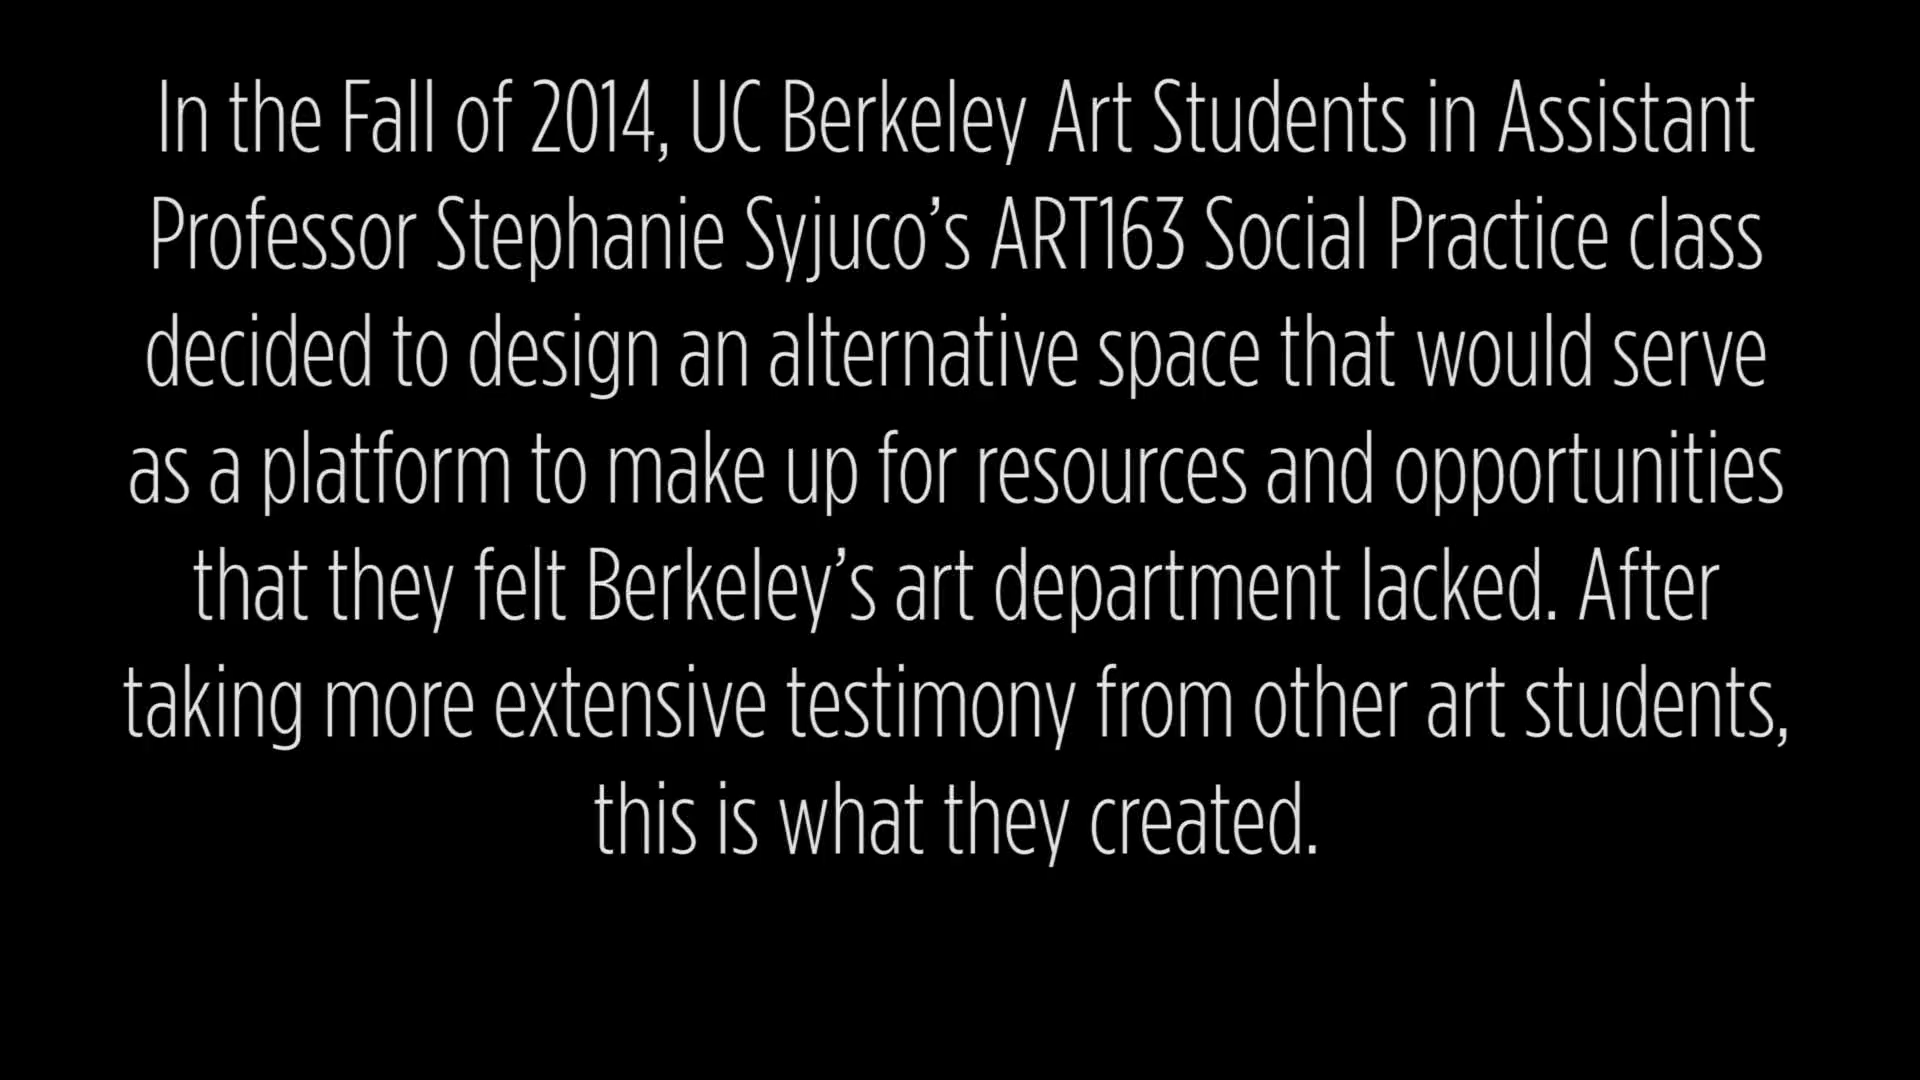 In the Fall of 2014, UC Berkeley Art Students in Assistant
Professor Stephanie Syjuco’s ART163 Social Practice class
decided to design an alternative space that would serve
as a platform to make up for resources and opportunities
that they felt Berkeley’s art department lacked. After
taking more extensive testimony from other art students,
this is what they created.